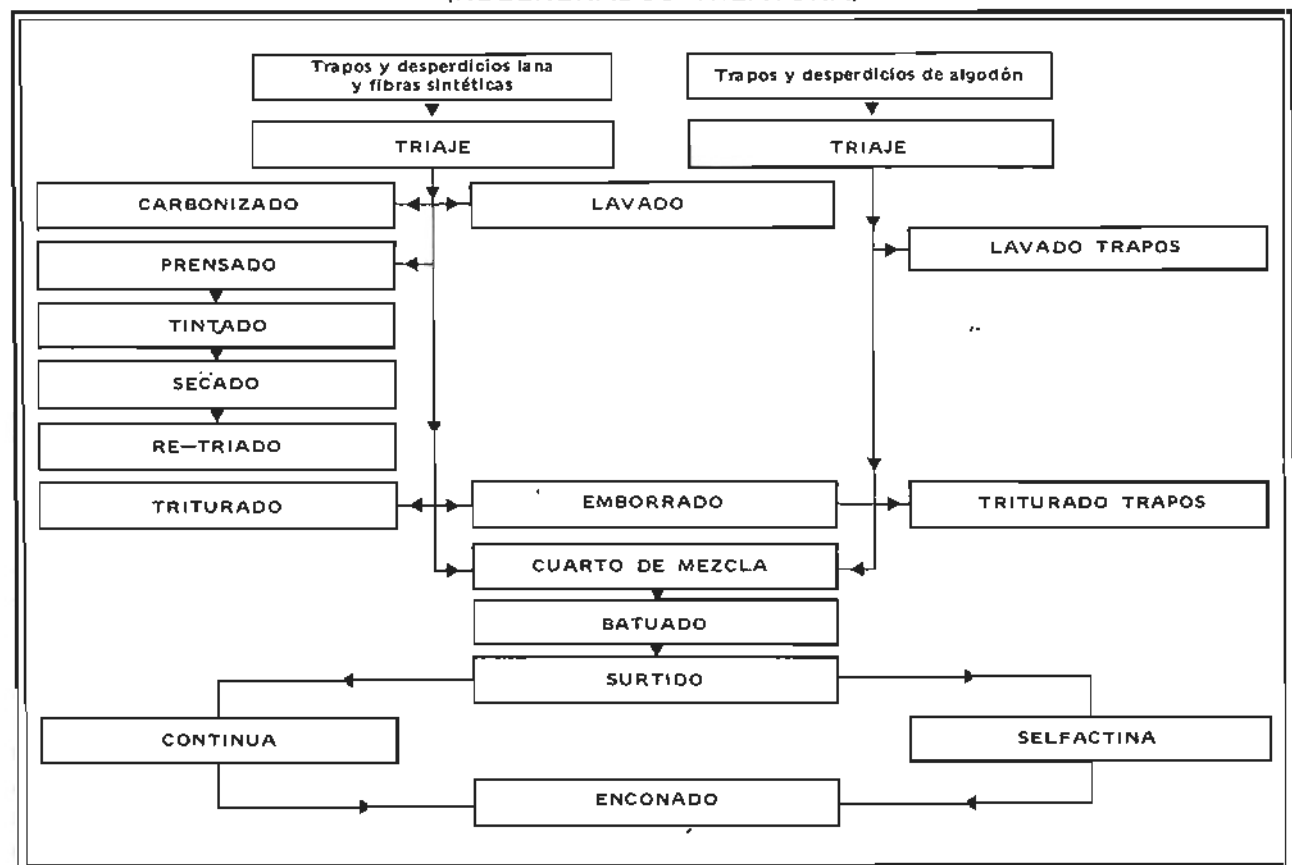 Trapos y desperdicios lana
y fibras sintéticas
Trapos y desperdicios de algodón
TRIAJE
TRIAJE
CARBONIZADO
LAVADO
PRENSADO
LAVADO TRAPOS
TINTADO
SECADO
RE-TRIADO
TRITURADO
EMBORRADO
TRITURADO TRAPOS
CUARTO DE MEZCLA
BATUADO
SURTIDO
CONTINUA
SELFACTINA
ENCONADO